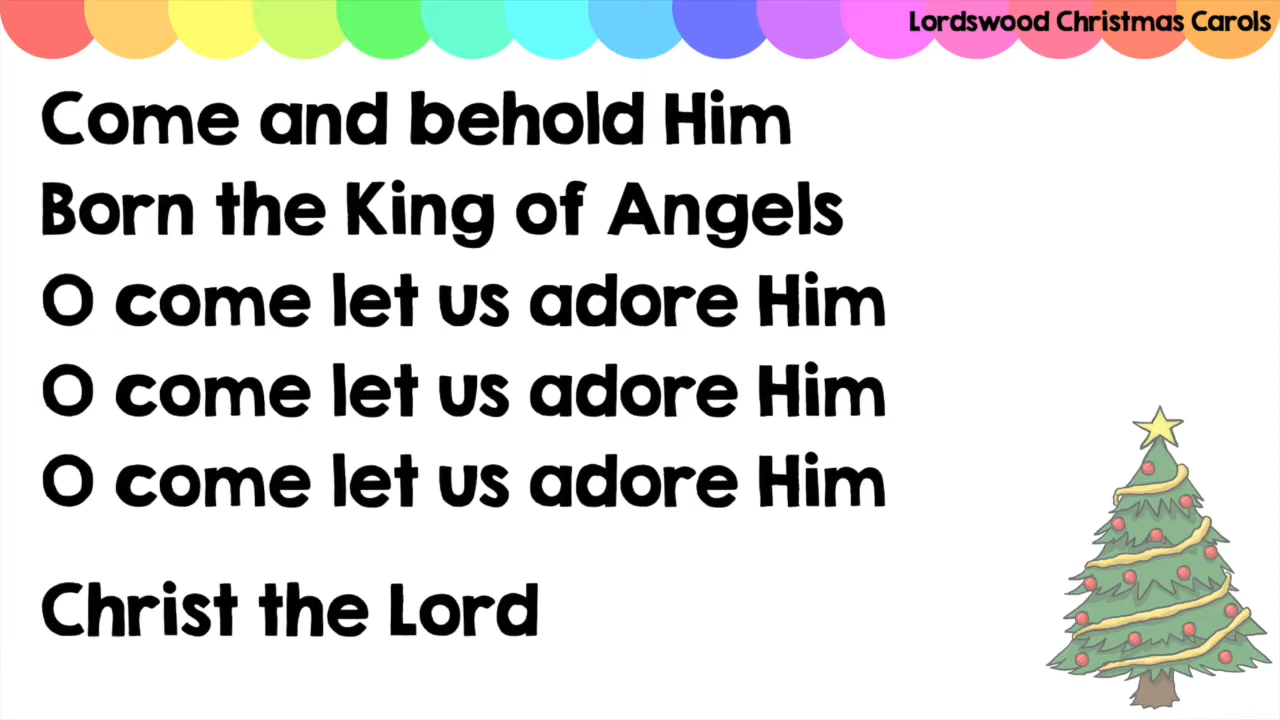 Lordswood Christmas Carols
Come and behold Him
Born the King of Angels
O come let us adore Him
O come let us adore Him
O come let us adore Him
Christ the Lord